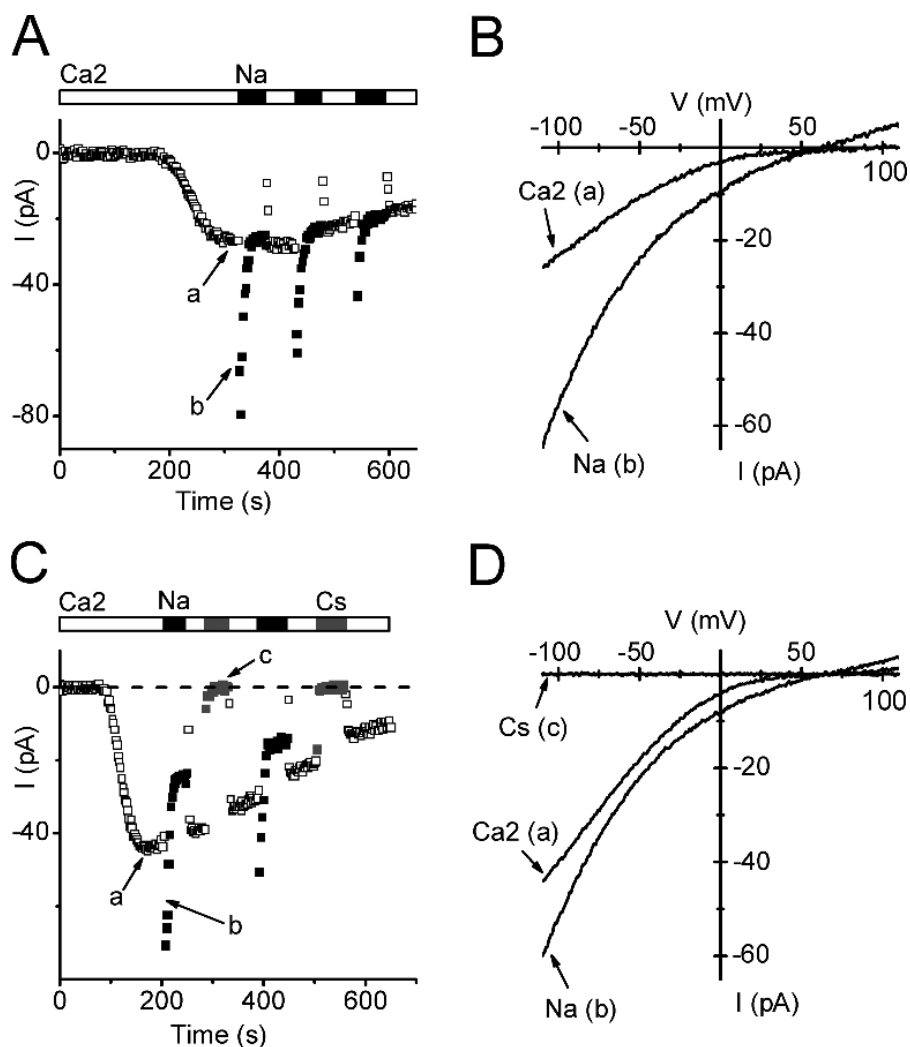 A
Ca2 Na
0
-40
-80
I (pA)
a
b
0 200 400 600
Time (s)
B
V (mV)
-100 -50 50 100
Ca2 (a)
-20
-40
-60
Na (b)
I (pA)
C
Ca2 Na Cs
c
0
-40
I (pA)
a
b
0 200 400 600
Time (s)
D
V (mV)
-100 -50 50 100
Cs (c)
-20
Ca2 (a)
-40
-60
Na (b)
I (pA)